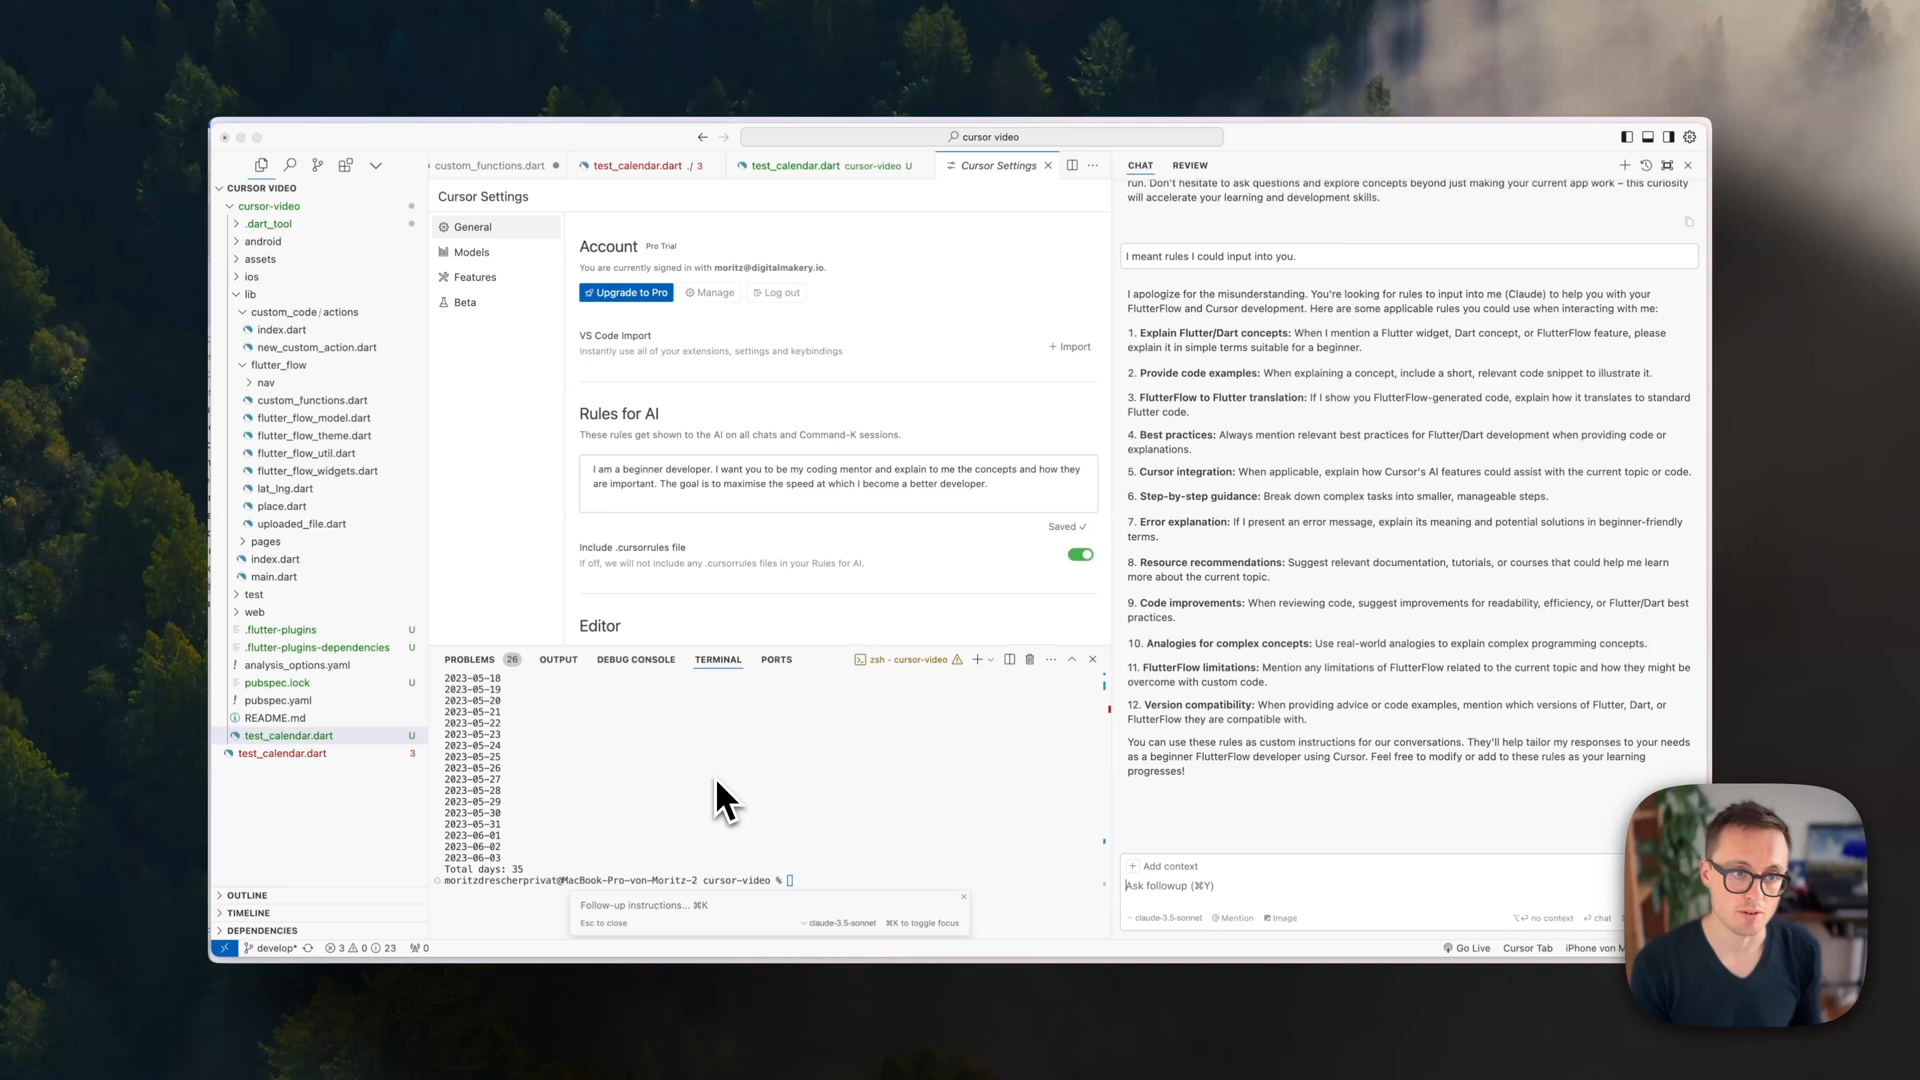 cursor video
custom_functions.dart
test_calendar.dart ./ 3
test_calendar.dart cursor-video U
Cursor Settings
CURSOR VIDEO
cursor-video
.dart_tool
android
assets
ios
lib
custom_code/actions
index.dart
new_custom_action.dart
flutter_flow
nav
custom_functions.dart
flutter_flow_model.dart
flutter_flow_theme.dart
flutter_flow_util.dart
flutter_flow_widgets.dart
lat_lng.dart
place.dart
uploaded_file.dart
pages
index.dart
main.dart
test
web
.flutter-plugins U
.flutter-plugins-dependencies U
analysis_options.yaml
pubspec.lock U
pubspec.yaml
README.md
test_calendar.dart U
test_calendar.dart 3
OUTLINE
TIMELINE
DEPENDENCIES
Cursor Settings
General
Models
Features
Beta
Account Pro Trial
You are currently signed in with moritz@digitalmakery.io.
Upgrade to Pro
Manage
Log out
VS Code Import
Instantly use all of your extensions, settings and keybindings
+ Import
Rules for AI
These rules get shown to the AI on all chats and Command-K sessions.
I am a beginner developer. I want you to be my coding mentor and explain to me the concepts and how they
are important. The goal is to maximise the speed at which I become a better developer.
Saved ✓
Include .cursorrules file
If off, we will not include any .cursorrules files in your Rules for AI.
Editor
PROBLEMS 26 OUTPUT DEBUG CONSOLE TERMINAL PORTS
zsh - cursor-video
2023-05-18
2023-05-19
2023-05-20
2023-05-21
2023-05-22
2023-05-23
2023-05-24
2023-05-25
2023-05-26
2023-05-27
2023-05-28
2023-05-29
2023-05-30
2023-05-31
2023-06-01
2023-06-02
2023-06-03
Total days: 35
moritzdrescherprivat@MacBook-Pro-von-Moritz-2 cursor-video %
Follow-up instructions... ⌘K
Esc to close
claude-3.5-sonnet ⌘K to toggle focus
CHAT REVIEW
run. Don't hesitate to ask questions and explore concepts beyond just making your current app work – this curiosity
will accelerate your learning and development skills.
I meant rules I could input into you.
I apologize for the misunderstanding. You're looking for rules to input into me (Claude) to help you with your
FlutterFlow and Cursor development. Here are some applicable rules you could use when interacting with me:
1. Explain Flutter/Dart concepts: When I mention a Flutter widget, Dart concept, or FlutterFlow feature, please
explain it in simple terms suitable for a beginner.
2. Provide code examples: When explaining a concept, include a short, relevant code snippet to illustrate it.
3. FlutterFlow to Flutter translation: If I show you FlutterFlow-generated code, explain how it translates to standard
Flutter code.
4. Best practices: Always mention relevant best practices for Flutter/Dart development when providing code or
explanations.
5. Cursor integration: When applicable, explain how Cursor's AI features could assist with the current topic or code.
6. Step-by-step guidance: Break down complex tasks into smaller, manageable steps.
7. Error explanation: If I present an error message, explain its meaning and potential solutions in beginner-friendly
terms.
8. Resource recommendations: Suggest relevant documentation, tutorials, or courses that could help me learn
more about the current topic.
9. Code improvements: When reviewing code, suggest improvements for readability, efficiency, or Flutter/Dart best
practices.
10. Analogies for complex concepts: Use real-world analogies to explain complex programming concepts.
11. FlutterFlow limitations: Mention any limitations of FlutterFlow related to the current topic and how they might be
overcome with custom code.
12. Version compatibility: When providing advice or code examples, mention which versions of Flutter, Dart, or
FlutterFlow they are compatible with.
You can use these rules as custom instructions for our conversations. They'll help tailor my responses to your needs
as a beginner FlutterFlow developer using Cursor. Feel free to modify or add to these rules as your learning
progresses!
+ Add context
Ask followup (⌘Y)
claude-3.5-sonnet @ Mention Image
no context chat
develop* 3 0 23 0
Go Live Cursor Tab iPhone von